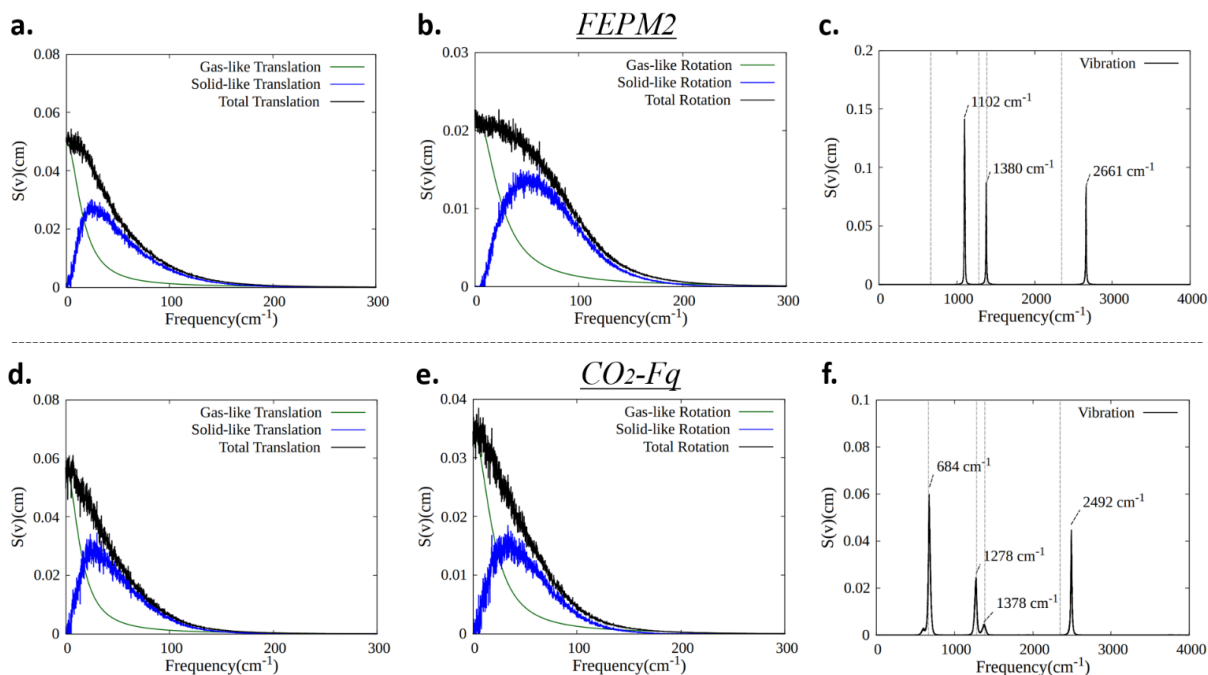 a.
0.08
0.06
0.04
0.02
0
S(v)(cm)
Gas-like Translation
Solid-like Translation
Total Translation
0
100
200
300
Frequency(cm⁻¹)
b.
FEPM2
0.03
0.02
0.01
0
S(v)(cm)
Gas-like Rotation
Solid-like Rotation
Total Rotation
0
100
200
300
Frequency(cm⁻¹)
c.
0.2
0.15
0.1
0.05
0
S(v)(cm)
Vibration
1102 cm⁻¹
1380 cm⁻¹
2661 cm⁻¹
0
1000
2000
3000
4000
Frequency(cm⁻¹)
d.
0.08
0.06
0.04
0.02
0
S(v)(cm)
Gas-like Translation
Solid-like Translation
Total Translation
0
100
200
300
Frequency(cm⁻¹)
e.
CO₂-Fq
0.04
0.03
0.02
0.01
0
S(v)(cm)
Gas-like Rotation
Solid-like Rotation
Total Rotation
0
100
200
300
Frequency(cm⁻¹)
f.
0.1
0.08
0.06
0.04
0.02
0
S(v)(cm)
Vibration
684 cm⁻¹
1278 cm⁻¹
1378 cm⁻¹
2492 cm⁻¹
0
1000
2000
3000
4000
Frequency(cm⁻¹)